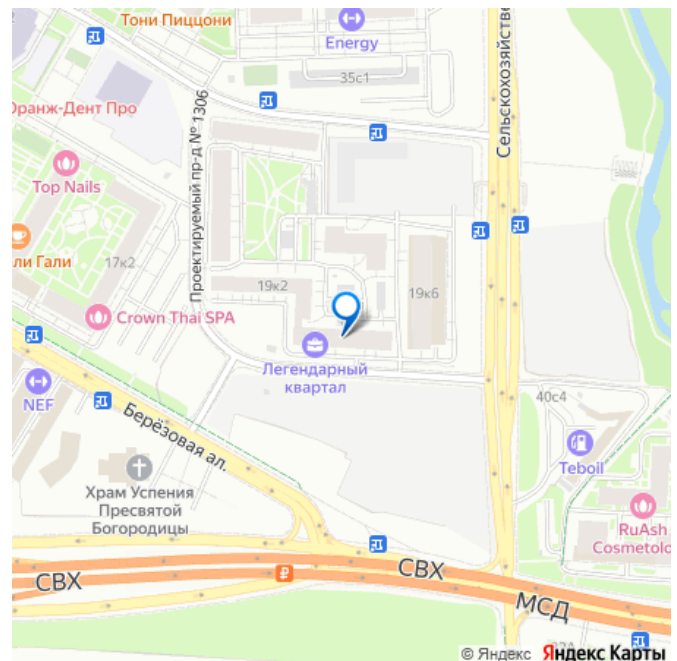 Тони Пиццони
Energy
35с1
Оранж-Дент Про
Проектируемый пр-д № 1306
Сельскохозяйстве
Top Nails
ли Гали
17к2
19к2
19к6
Crown Thai SPA
Легендарный
квартал
NEF
Берёзовая ал.
40с4
Teboil
Храм Успения
Пресвятой
Богородицы
RuAsh
Cosmetolo
СВХ
₽
СВХ
МСД
© Яндекс Яндекс Карты